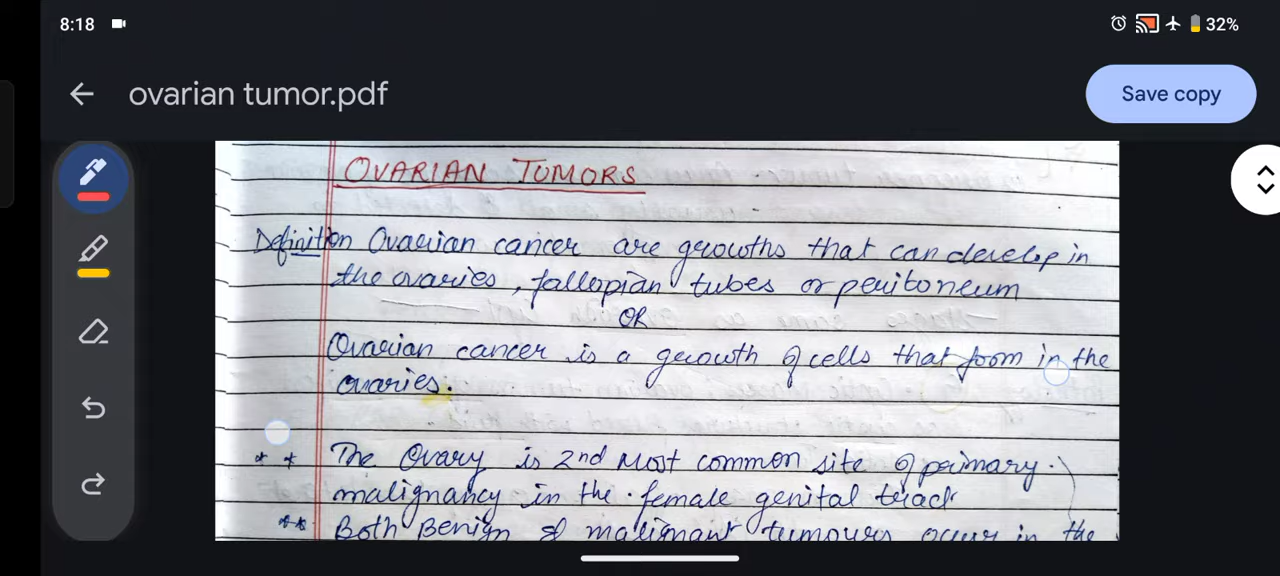 8:18
32%
ovarian tumor.pdf
Save copy
OVARIAN TUMORS
Definition Ovarian cancer are growths that can develop in
the ovaries, fallopian tubes or peritoneum
OR
Ovarian cancer is a growth of cells that form in the
ovaries.
** The Ovary is 2nd Most common site of primary.
malignancy in the female genital track
** Both Benign & malignant tumours occur in the